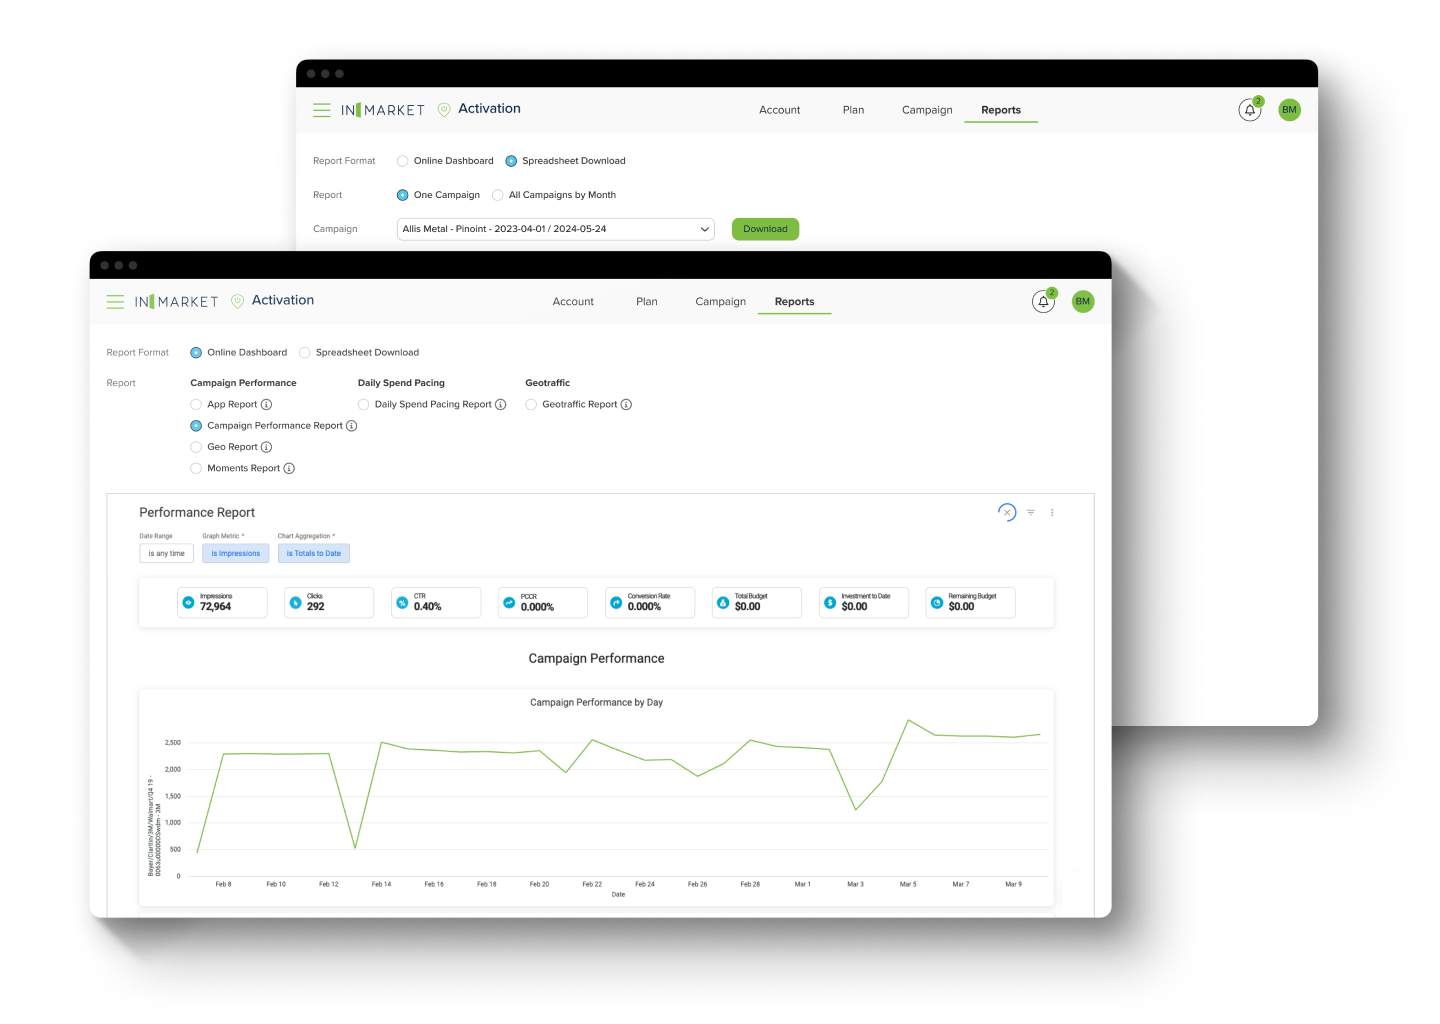 INMARKET Activation Account Plan Campaign Reports 2 BM
Report Format Online Dashboard Spreadsheet Download
Report One Campaign All Campaigns by Month
Campaign Allis Metal - Pinoint - 2023-04-01 / 2024-05-24 Download
INMARKET Activation Account Plan Campaign Reports 2 BM
Report Format Online Dashboard Spreadsheet Download
Report Campaign Performance Daily Spend Pacing Geotraffic
App Report Daily Spend Pacing Report Geotraffic Report
Campaign Performance Report
Geo Report
Moments Report
Performance Report
Date Range Graph Metric * Chart Aggregation *
is any time is Impressions is Totals to Date
Impressions Clicks CTR PCCR Conversion Rate Total Budget Investment to Date Remaining Budget
72,964 292 0.40% 0.000% 0.000% $0.00 $0.00 $0.00
Campaign Performance
Campaign Performance by Day
Bayer/Claritin/3M/Walmart/Q4 19 -
2,500
2,000
1,500
1,000
500
0
Feb 8 Feb 10 Feb 12 Feb 14 Feb 16 Feb 18 Feb 20 Feb 22 Feb 24 Feb 26 Feb 28 Mar 1 Mar 3 Mar 5 Mar 7 Mar 9
Date